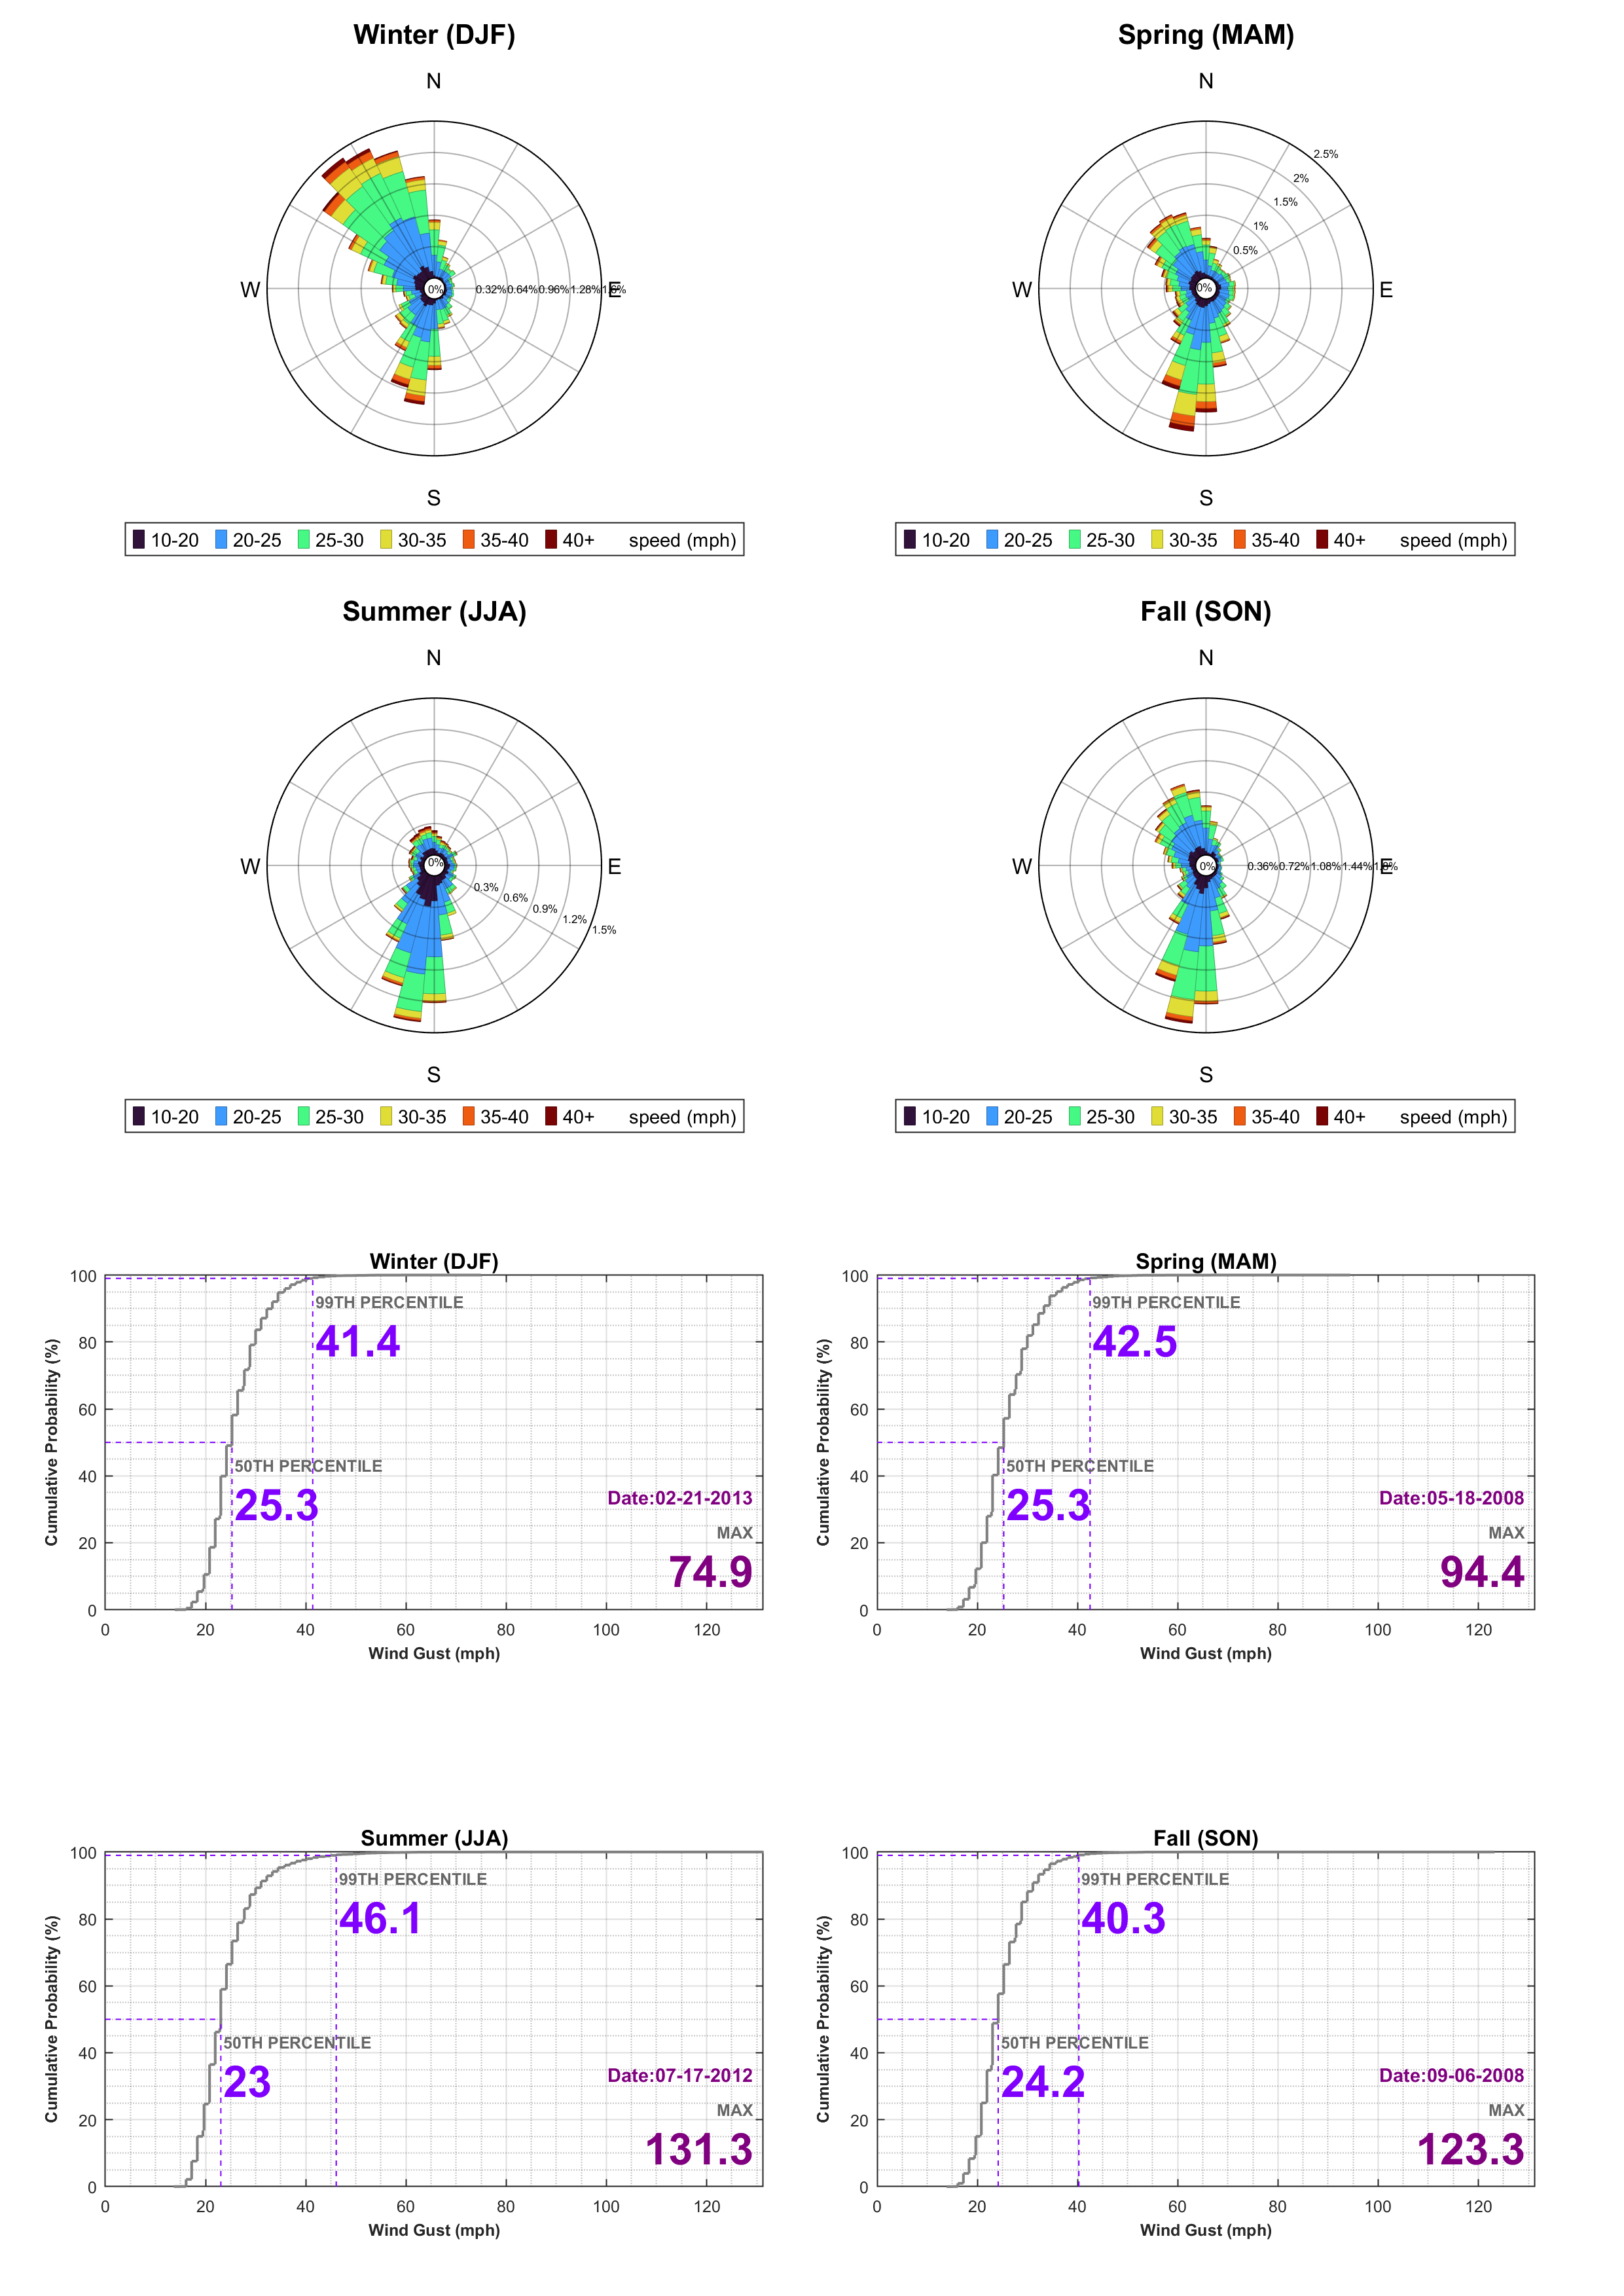 Winter (DJF)
N
W
E
S
0%
0.32%
0.64%
0.96%
1.28%
1.6%
10-20 20-25 25-30 30-35 35-40 40+ speed (mph)
Spring (MAM)
N
W
E
S
0%
0.5%
1%
1.5%
2%
2.5%
10-20 20-25 25-30 30-35 35-40 40+ speed (mph)
Summer (JJA)
N
W
E
S
0%
0.3%
0.6%
0.9%
1.2%
1.5%
10-20 20-25 25-30 30-35 35-40 40+ speed (mph)
Fall (SON)
N
W
E
S
0%
0.36%
0.72%
1.08%
1.44%
1.8%
10-20 20-25 25-30 30-35 35-40 40+ speed (mph)
Winter (DJF)
Cumulative Probability (%)
100
80
60
40
20
0
99TH PERCENTILE
41.4
50TH PERCENTILE
25.3
Date:02-21-2013
MAX
74.9
0 20 40 60 80 100 120
Wind Gust (mph)
Spring (MAM)
Cumulative Probability (%)
100
80
60
40
20
0
99TH PERCENTILE
42.5
50TH PERCENTILE
25.3
Date:05-18-2008
MAX
94.4
0 20 40 60 80 100 120
Wind Gust (mph)
Summer (JJA)
Cumulative Probability (%)
100
80
60
40
20
0
99TH PERCENTILE
46.1
50TH PERCENTILE
23
Date:07-17-2012
MAX
131.3
0 20 40 60 80 100 120
Wind Gust (mph)
Fall (SON)
Cumulative Probability (%)
100
80
60
40
20
0
99TH PERCENTILE
40.3
50TH PERCENTILE
24.2
Date:09-06-2008
MAX
123.3
0 20 40 60 80 100 120
Wind Gust (mph)